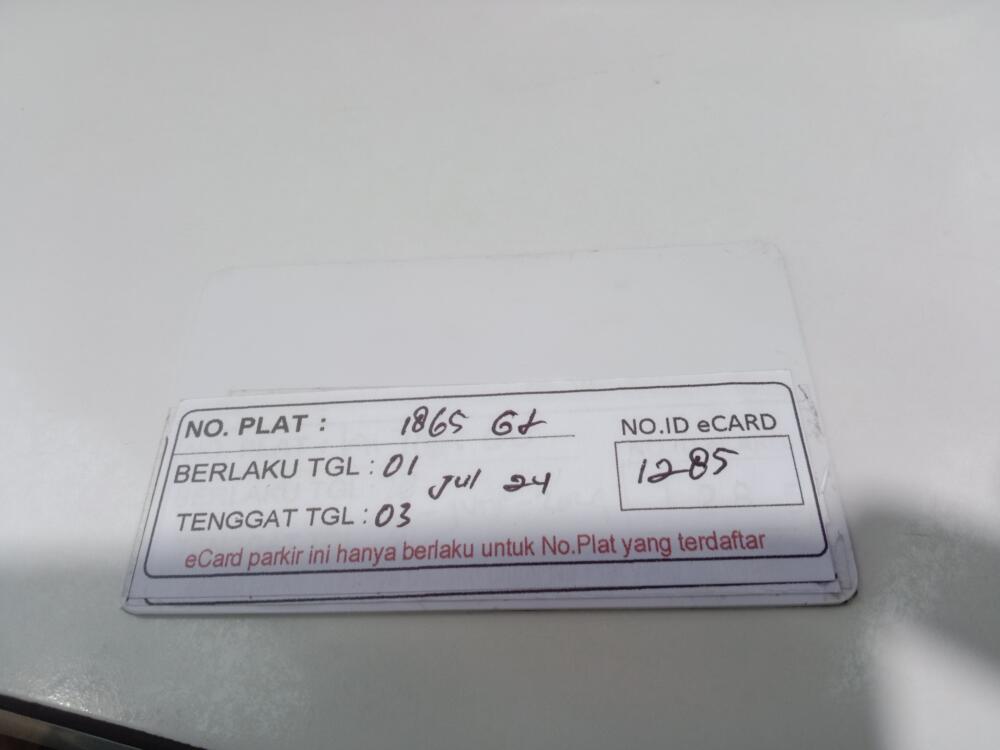 NO. PLAT : 1865
NO.ID eCARD
1285
BERLAKU TGL : 01
Jul 24
TENGGAT TGL : 03
eCard parkir ini hanya berlaku untuk No.Plat yang terdaftar